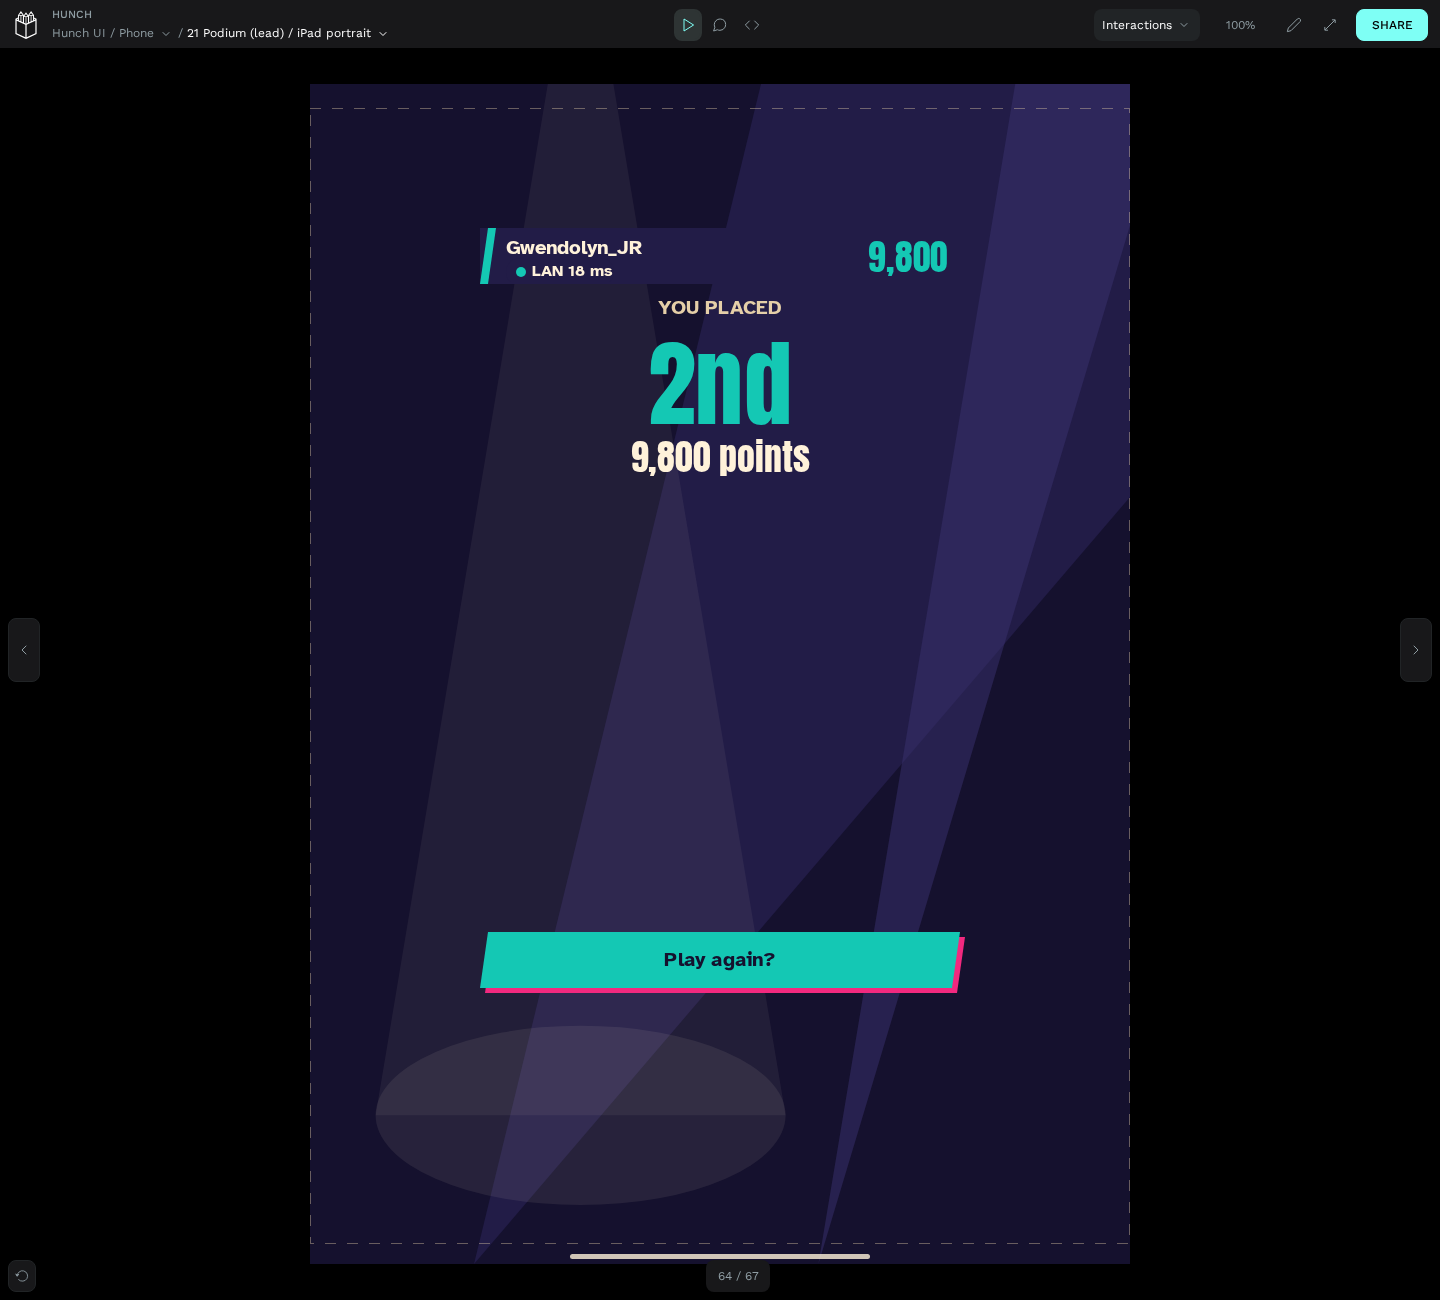 HUNCH
Hunch UI / Phone / 21 Podium (lead) / iPad portrait
Interactions
100%
SHARE
Gwendolyn_JR
LAN 18 ms
9,800
YOU PLACED
2nd
9,800 points
Play again?
64 / 67